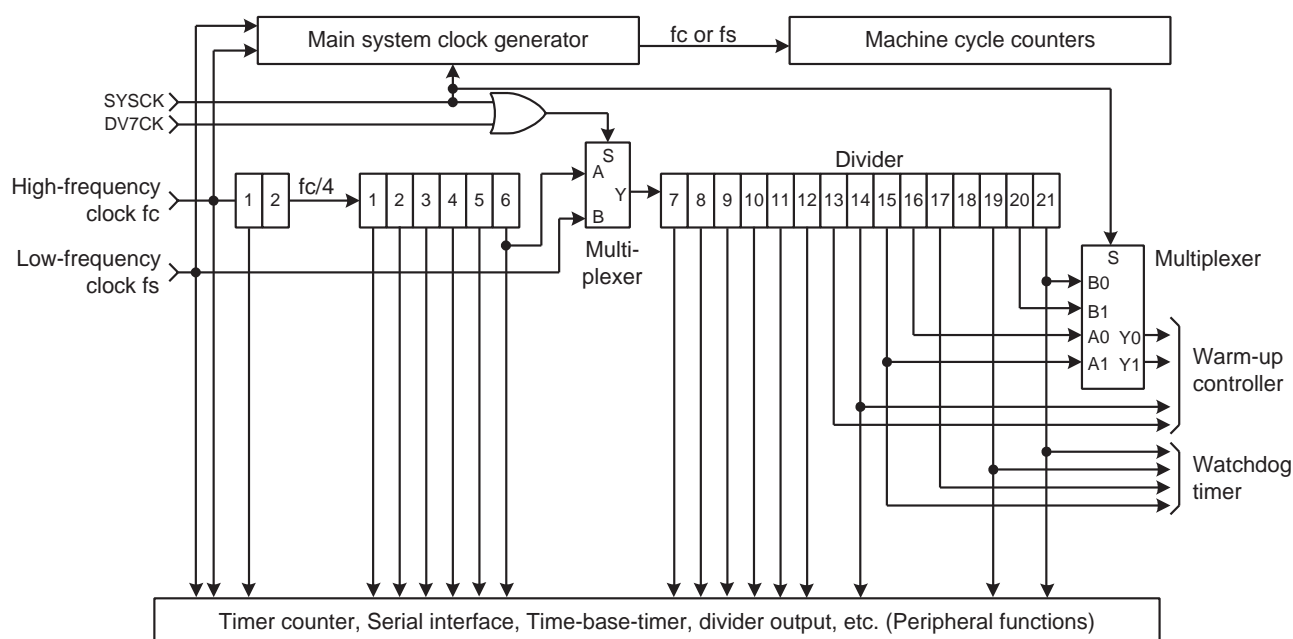 Main system clock generator
fc or fs
Machine cycle counters
SYSCK
DV7CK
High-frequency
clock fc
Low-frequency
clock fs
1 2
fc/4
1 2 3 4 5 6
S
A
B
Y
Multi-
plexer
Divider
7 8 9 10 11 12 13 14 15 16 17 18 19 20 21
S
B0
B1
A0 Y0
A1 Y1
Multiplexer
Warm-up
controller
Watchdog
timer
Timer counter, Serial interface, Time-base-timer, divider output, etc. (Peripheral functions)